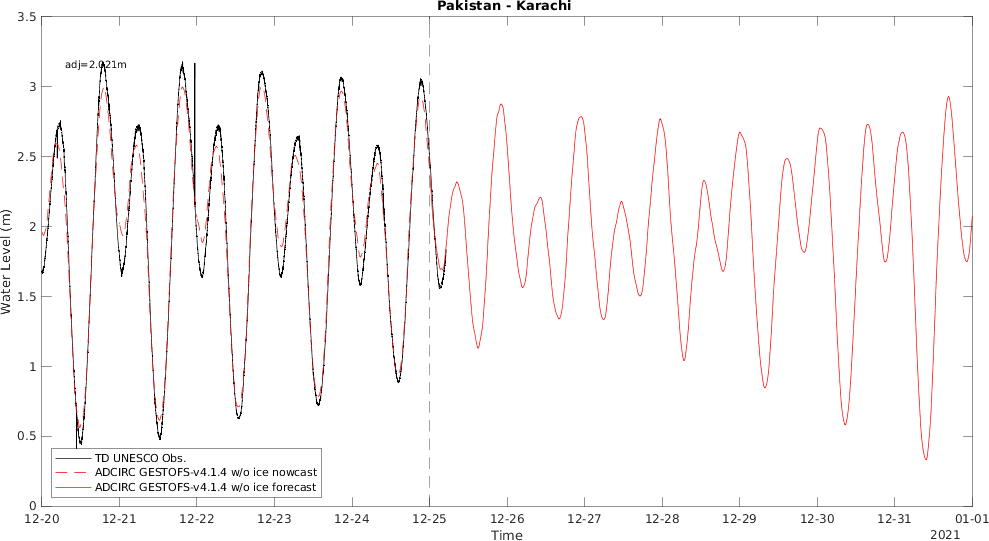 Pakistan - Karachi
3.5
3
2.5
2
1.5
1
0.5
0
Water Level (m)
adj=2.021m
TD UNESCO Obs.
ADCIRC GESTOFS-v4.1.4 w/o ice nowcast
ADCIRC GESTOFS-v4.1.4 w/o ice forecast
12-20 12-21 12-22 12-23 12-24 12-25 12-26 12-27 12-28 12-29 12-30 12-31 01-01
Time
2021